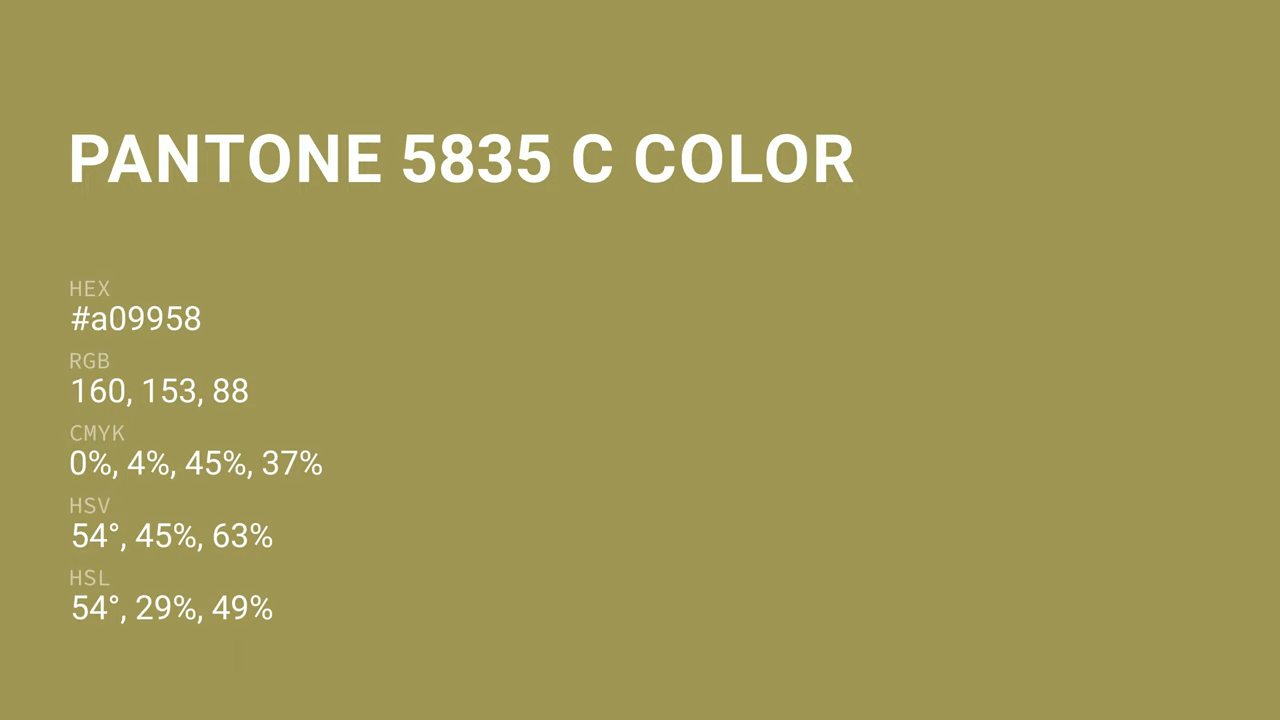 PANTONE 5835 C COLOR
HEX
#a09958
RGB
160, 153, 88
CMYK
0%, 4%, 45%, 37%
HSV
54°, 45%, 63%
HSL
54°, 29%, 49%